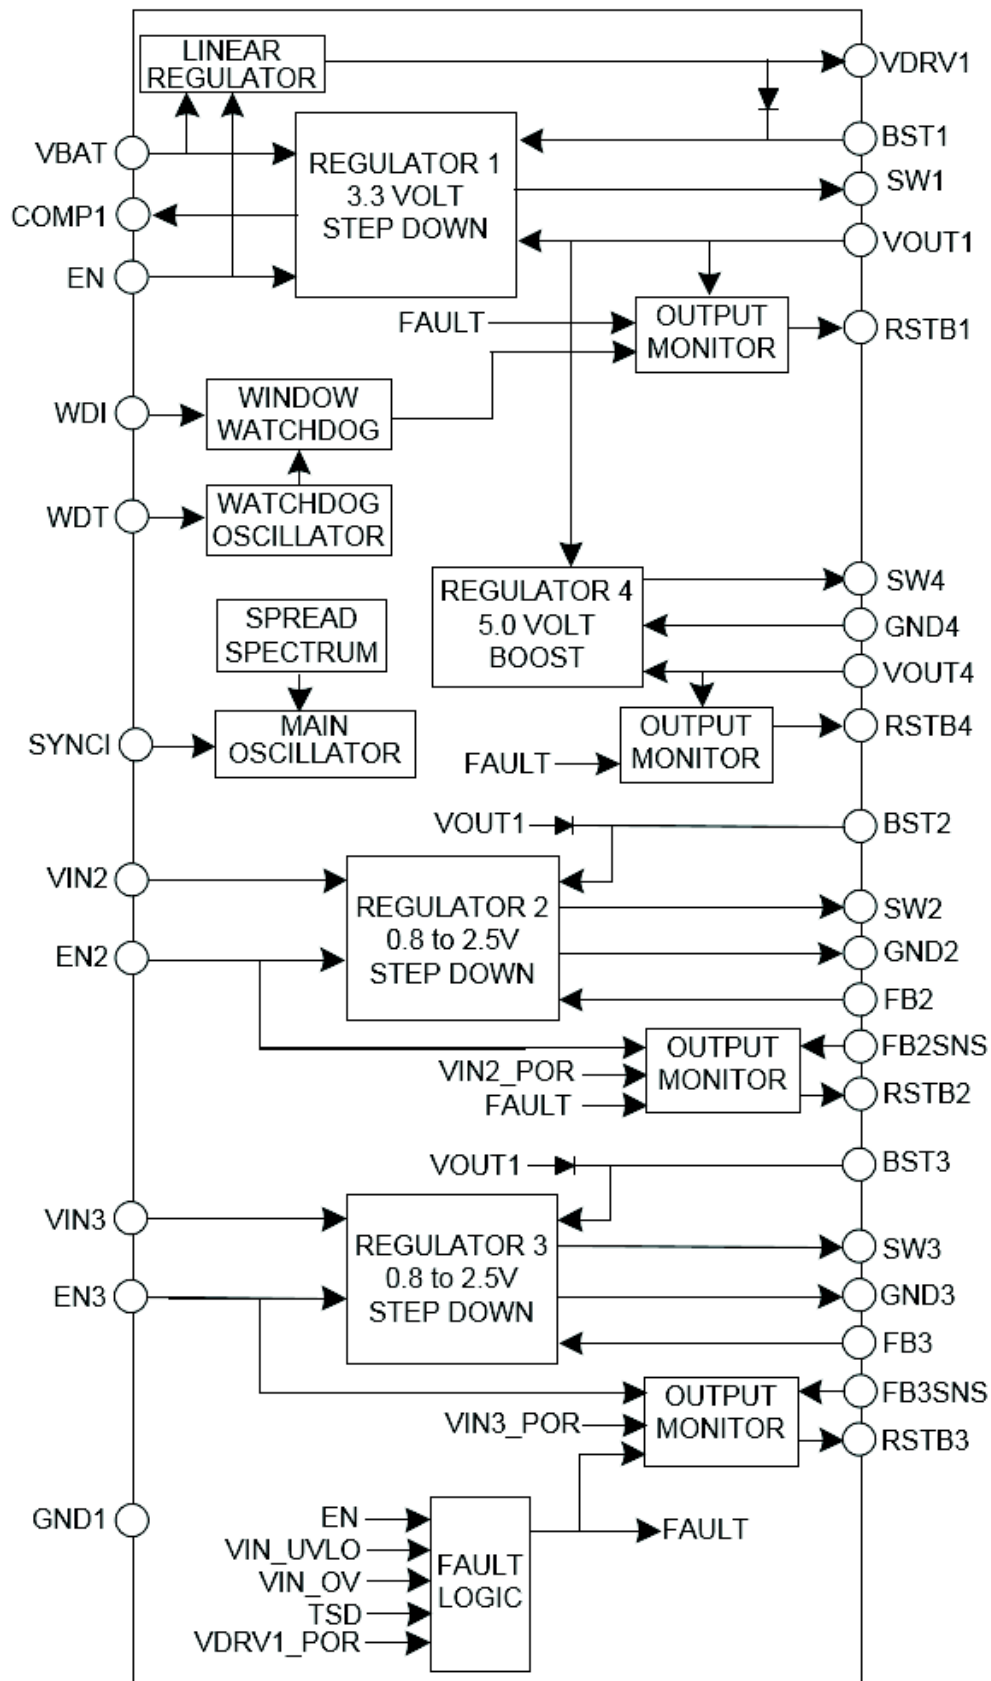 LINEAR
REGULATOR
VDRV1
VBAT
BST1
REGULATOR 1
3.3 VOLT
STEP DOWN
SW1
COMP1
VOUT1
EN
FAULT
OUTPUT
MONITOR
RSTB1
WDI
WINDOW
WATCHDOG
WDT
WATCHDOG
OSCILLATOR
REGULATOR 4
5.0 VOLT
BOOST
SW4
GND4
VOUT4
SPREAD
SPECTRUM
SYNCI
MAIN
OSCILLATOR
OUTPUT
MONITOR
RSTB4
FAULT
VOUT1
BST2
VIN2
REGULATOR 2
0.8 to 2.5V
STEP DOWN
SW2
EN2
GND2
FB2
OUTPUT
MONITOR
FB2SNS
VIN2_POR
RSTB2
FAULT
VOUT1
BST3
VIN3
REGULATOR 3
0.8 to 2.5V
STEP DOWN
SW3
EN3
GND3
FB3
OUTPUT
MONITOR
FB3SNS
VIN3_POR
RSTB3
GND1
EN
VIN_UVLO
VIN_OV
TSD
VDRV1_POR
FAULT
LOGIC
FAULT